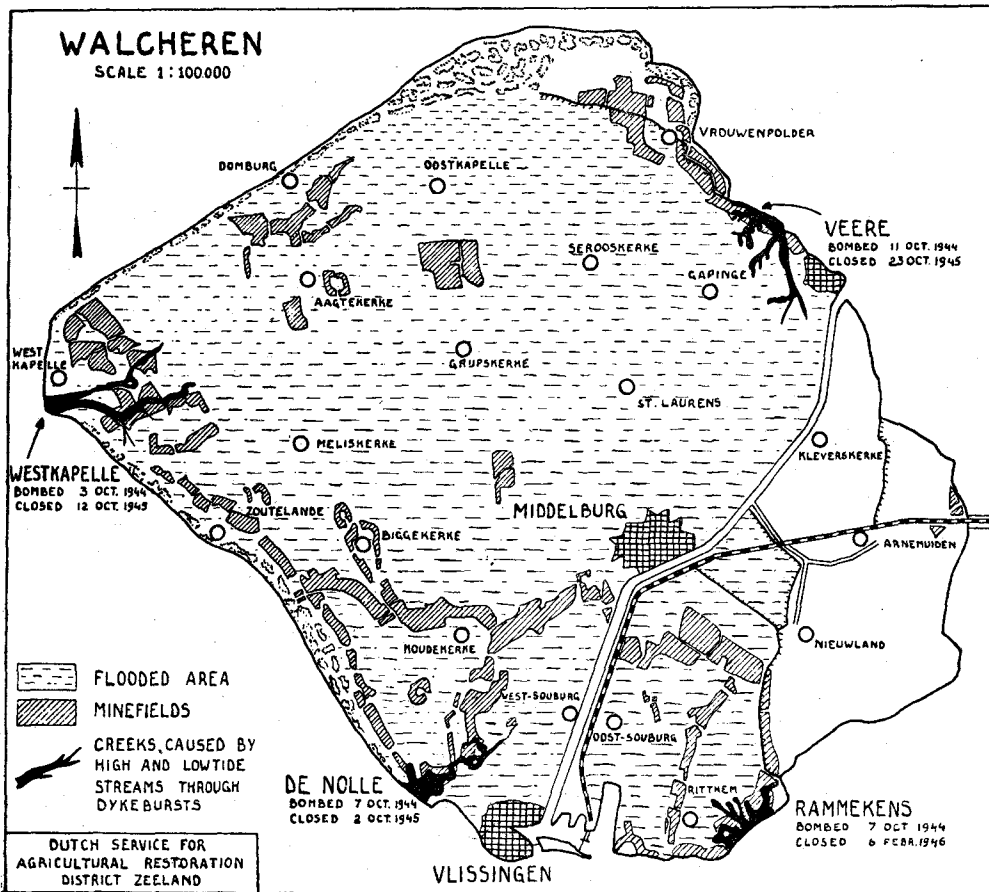 WALCHEREN
SCALE 1:100.000
DOMBURG
OOSTKAPELLE
VROUWENPOLDER
VEERE
BOMBED 11 OCT. 1944
CLOSED 23 OCT. 1945
SEROOSKERKE
GAPINGE
AAGTEKERKE
WEST
KAPELLE
GRIJPSKERKE
ST. LAURENS
MELISKERKE
KLEVERSKERKE
WESTKAPELLE
BOMBED 3 OCT. 1944
CLOSED 12 OCT. 1945
ZOUTELANDE
BIGGEKERKE
MIDDELBURG
ARNEMUIDEN
KOUDEKERKE
NIEUWLAND
FLOODED AREA
MINEFIELDS
CREEKS, CAUSED BY
HIGH AND LOWTIDE
STREAMS THROUGH
DYKEBURSTS
WEST-SOUBURG
OOST-SOUBURG
DE NOLLE
BOMBED 7 OCT. 1944
CLOSED 2 OCT. 1945
RITTHEM
RAMMEKENS
BOMBED 7 OCT 1944
CLOSED 6 FEBR. 1946
DUTCH SERVICE FOR
AGRICULTURAL RESTORATION
DISTRICT ZEELAND
VLISSINGEN